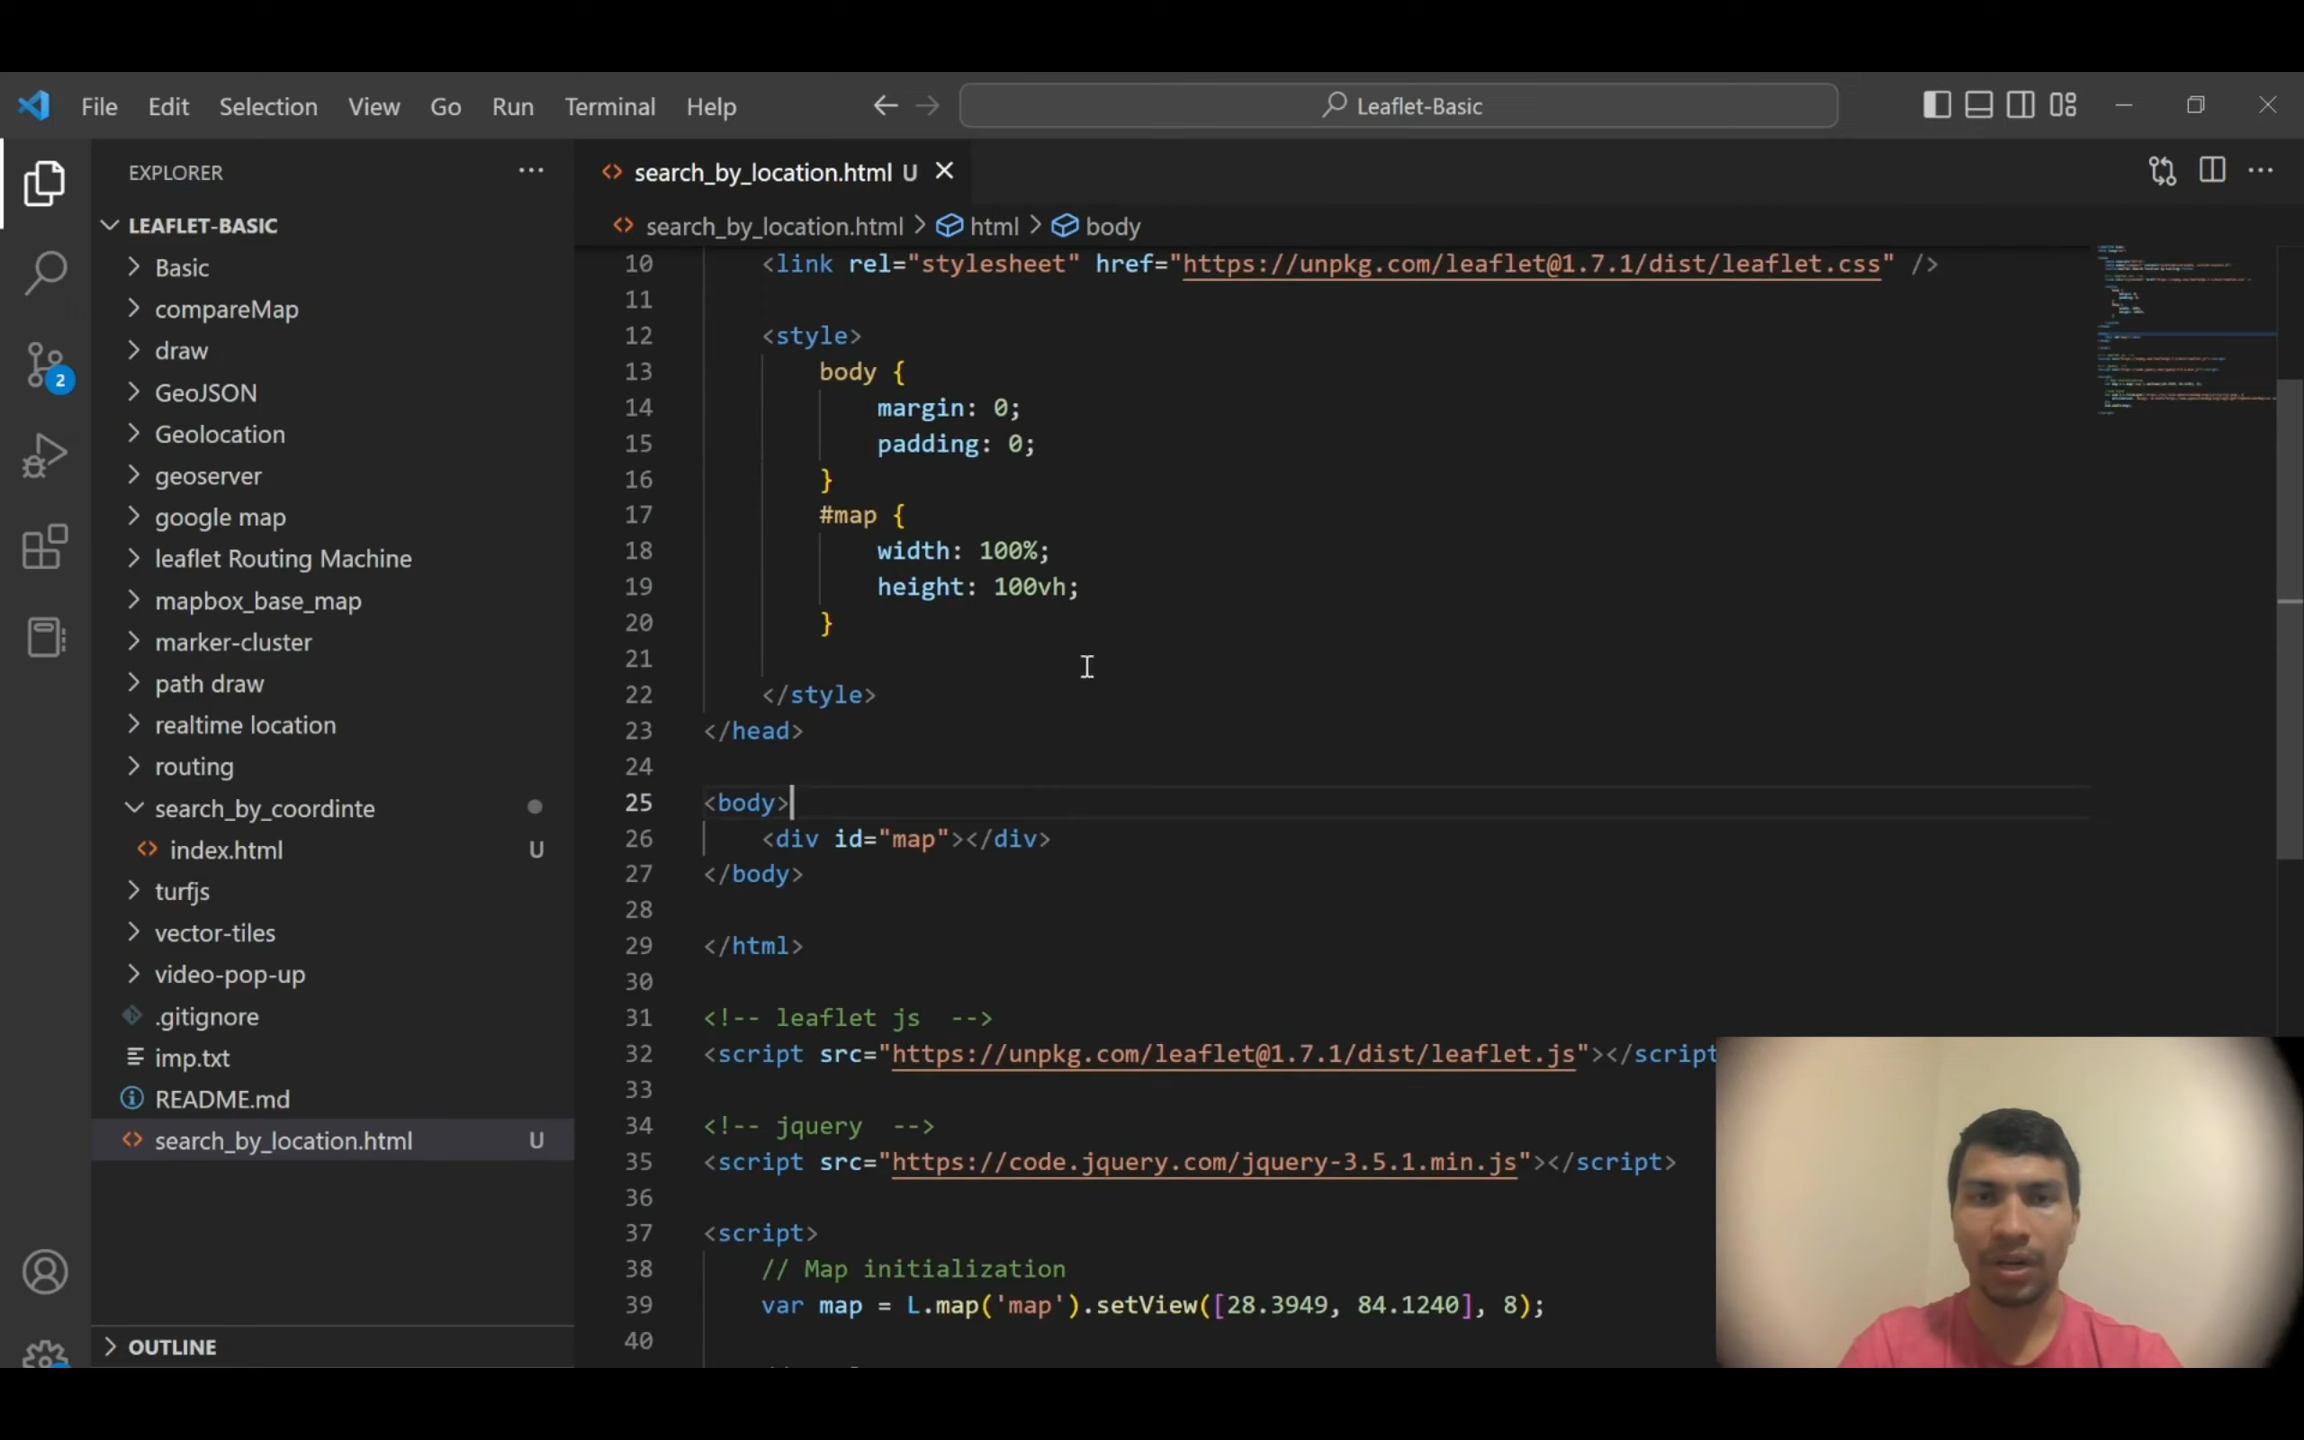 File Edit Selection View Go Run Terminal Help
Leaflet-Basic
EXPLORER
search_by_location.html U
search_by_location.html > html > body
LEAFLET-BASIC
Basic
compareMap
draw
GeoJSON
Geolocation
geoserver
google map
leaflet Routing Machine
mapbox_base_map
marker-cluster
path draw
realtime location
routing
search_by_coordinte
index.html U
turfjs
vector-tiles
video-pop-up
.gitignore
imp.txt
README.md
search_by_location.html U
OUTLINE
2
10 <link rel="stylesheet" href="https://unpkg.com/leaflet@1.7.1/dist/leaflet.css" />
11
12 <style>
13 body {
14 margin: 0;
15 padding: 0;
16 }
17 #map {
18 width: 100%;
19 height: 100vh;
20 }
21
22 </style>
23 </head>
24
25 <body>
26 <div id="map"></div>
27 </body>
28
29 </html>
30
31 <!-- leaflet js  -->
32 <script src="https://unpkg.com/leaflet@1.7.1/dist/leaflet.js"></script
33
34 <!-- jquery  -->
35 <script src="https://code.jquery.com/jquery-3.5.1.min.js"></script>
36
37 <script>
38 // Map initialization
39 var map = L.map('map').setView([28.3949, 84.1240], 8);
40